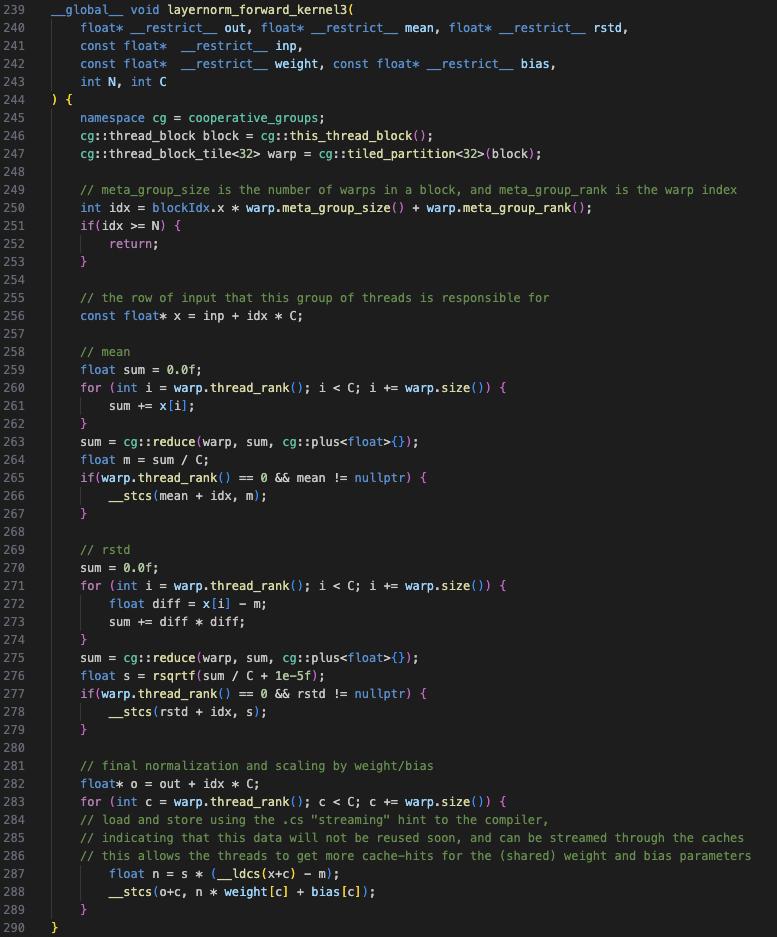 239 __global__ void layernorm_forward_kernel3(
240     float* __restrict__ out, float* __restrict__ mean, float* __restrict__ rstd,
241     const float*  __restrict__ inp,
242     const float*  __restrict__ weight, const float* __restrict__ bias,
243     int N, int C
244 ) {
245     namespace cg = cooperative_groups;
246     cg::thread_block block = cg::this_thread_block();
247     cg::thread_block_tile<32> warp = cg::tiled_partition<32>(block);
248
249     // meta_group_size is the number of warps in a block, and meta_group_rank is the warp index
250     int idx = blockIdx.x * warp.meta_group_size() + warp.meta_group_rank();
251     if(idx >= N) {
252         return;
253     }
254
255     // the row of input that this group of threads is responsible for
256     const float* x = inp + idx * C;
257
258     // mean
259     float sum = 0.0f;
260     for (int i = warp.thread_rank(); i < C; i += warp.size()) {
261         sum += x[i];
262     }
263     sum = cg::reduce(warp, sum, cg::plus<float>{});
264     float m = sum / C;
265     if(warp.thread_rank() == 0 && mean != nullptr) {
266         __stcs(mean + idx, m);
267     }
268
269     // rstd
270     sum = 0.0f;
271     for (int i = warp.thread_rank(); i < C; i += warp.size()) {
272         float diff = x[i] - m;
273         sum += diff * diff;
274     }
275     sum = cg::reduce(warp, sum, cg::plus<float>{});
276     float s = rsqrtf(sum / C + 1e-5f);
277     if(warp.thread_rank() == 0 && rstd != nullptr) {
278         __stcs(rstd + idx, s);
279     }
280
281     // final normalization and scaling by weight/bias
282     float* o = out + idx * C;
283     for (int c = warp.thread_rank(); c < C; c += warp.size()) {
284     // load and store using the .cs "streaming" hint to the compiler,
285     // indicating that this data will not be reused soon, and can be streamed through the caches
286     // this allows the threads to get more cache-hits for the (shared) weight and bias parameters
287         float n = s * (__ldcs(x+c) - m);
288         __stcs(o+c, n * weight[c] + bias[c]);
289     }
290 }